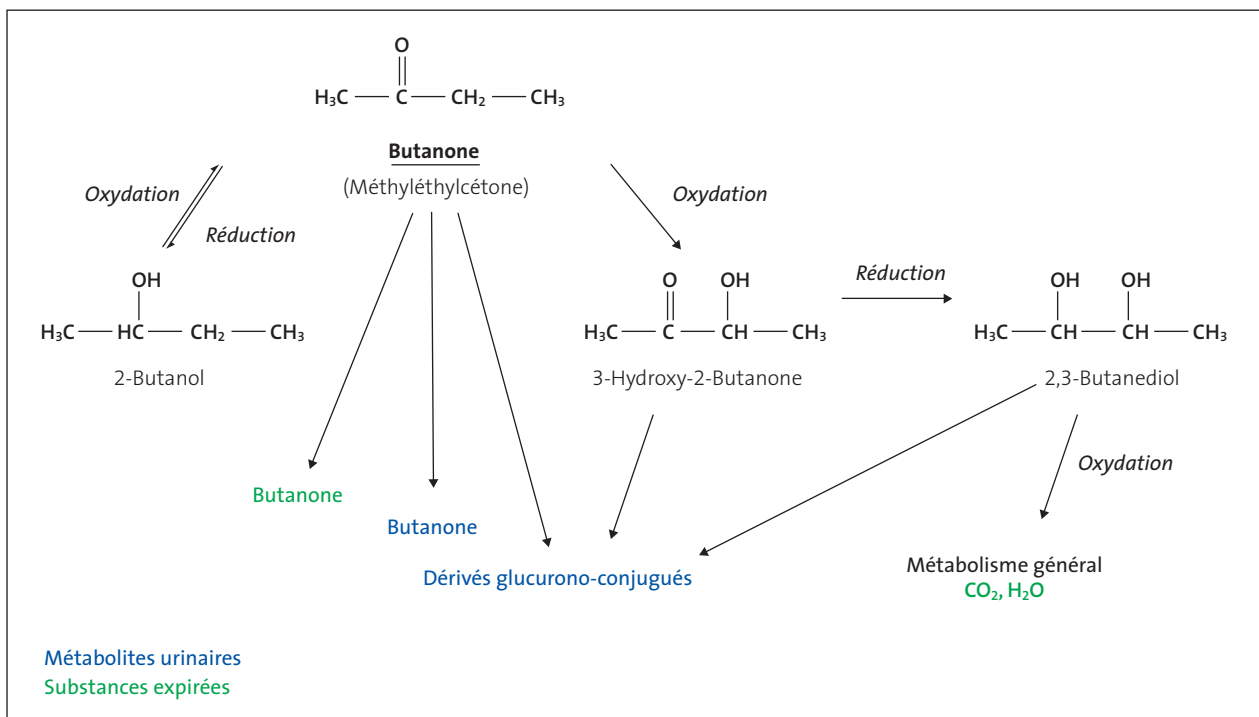 O
H₃C — C — CH₂ — CH₃
Butanone
(Méthyléthylcétone)
Oxydation
Réduction
Oxydation
OH
H₃C — HC — CH₂ — CH₃
2-Butanol
O OH
H₃C — C — CH — CH₃
3-Hydroxy-2-Butanone
Réduction
OH OH
H₃C — CH — CH — CH₃
2,3-Butanediol
Oxydation
Butanone
Butanone
Dérivés glucurono-conjugués
Métabolisme général
CO₂, H₂O
Métabolites urinaires
Substances expirées